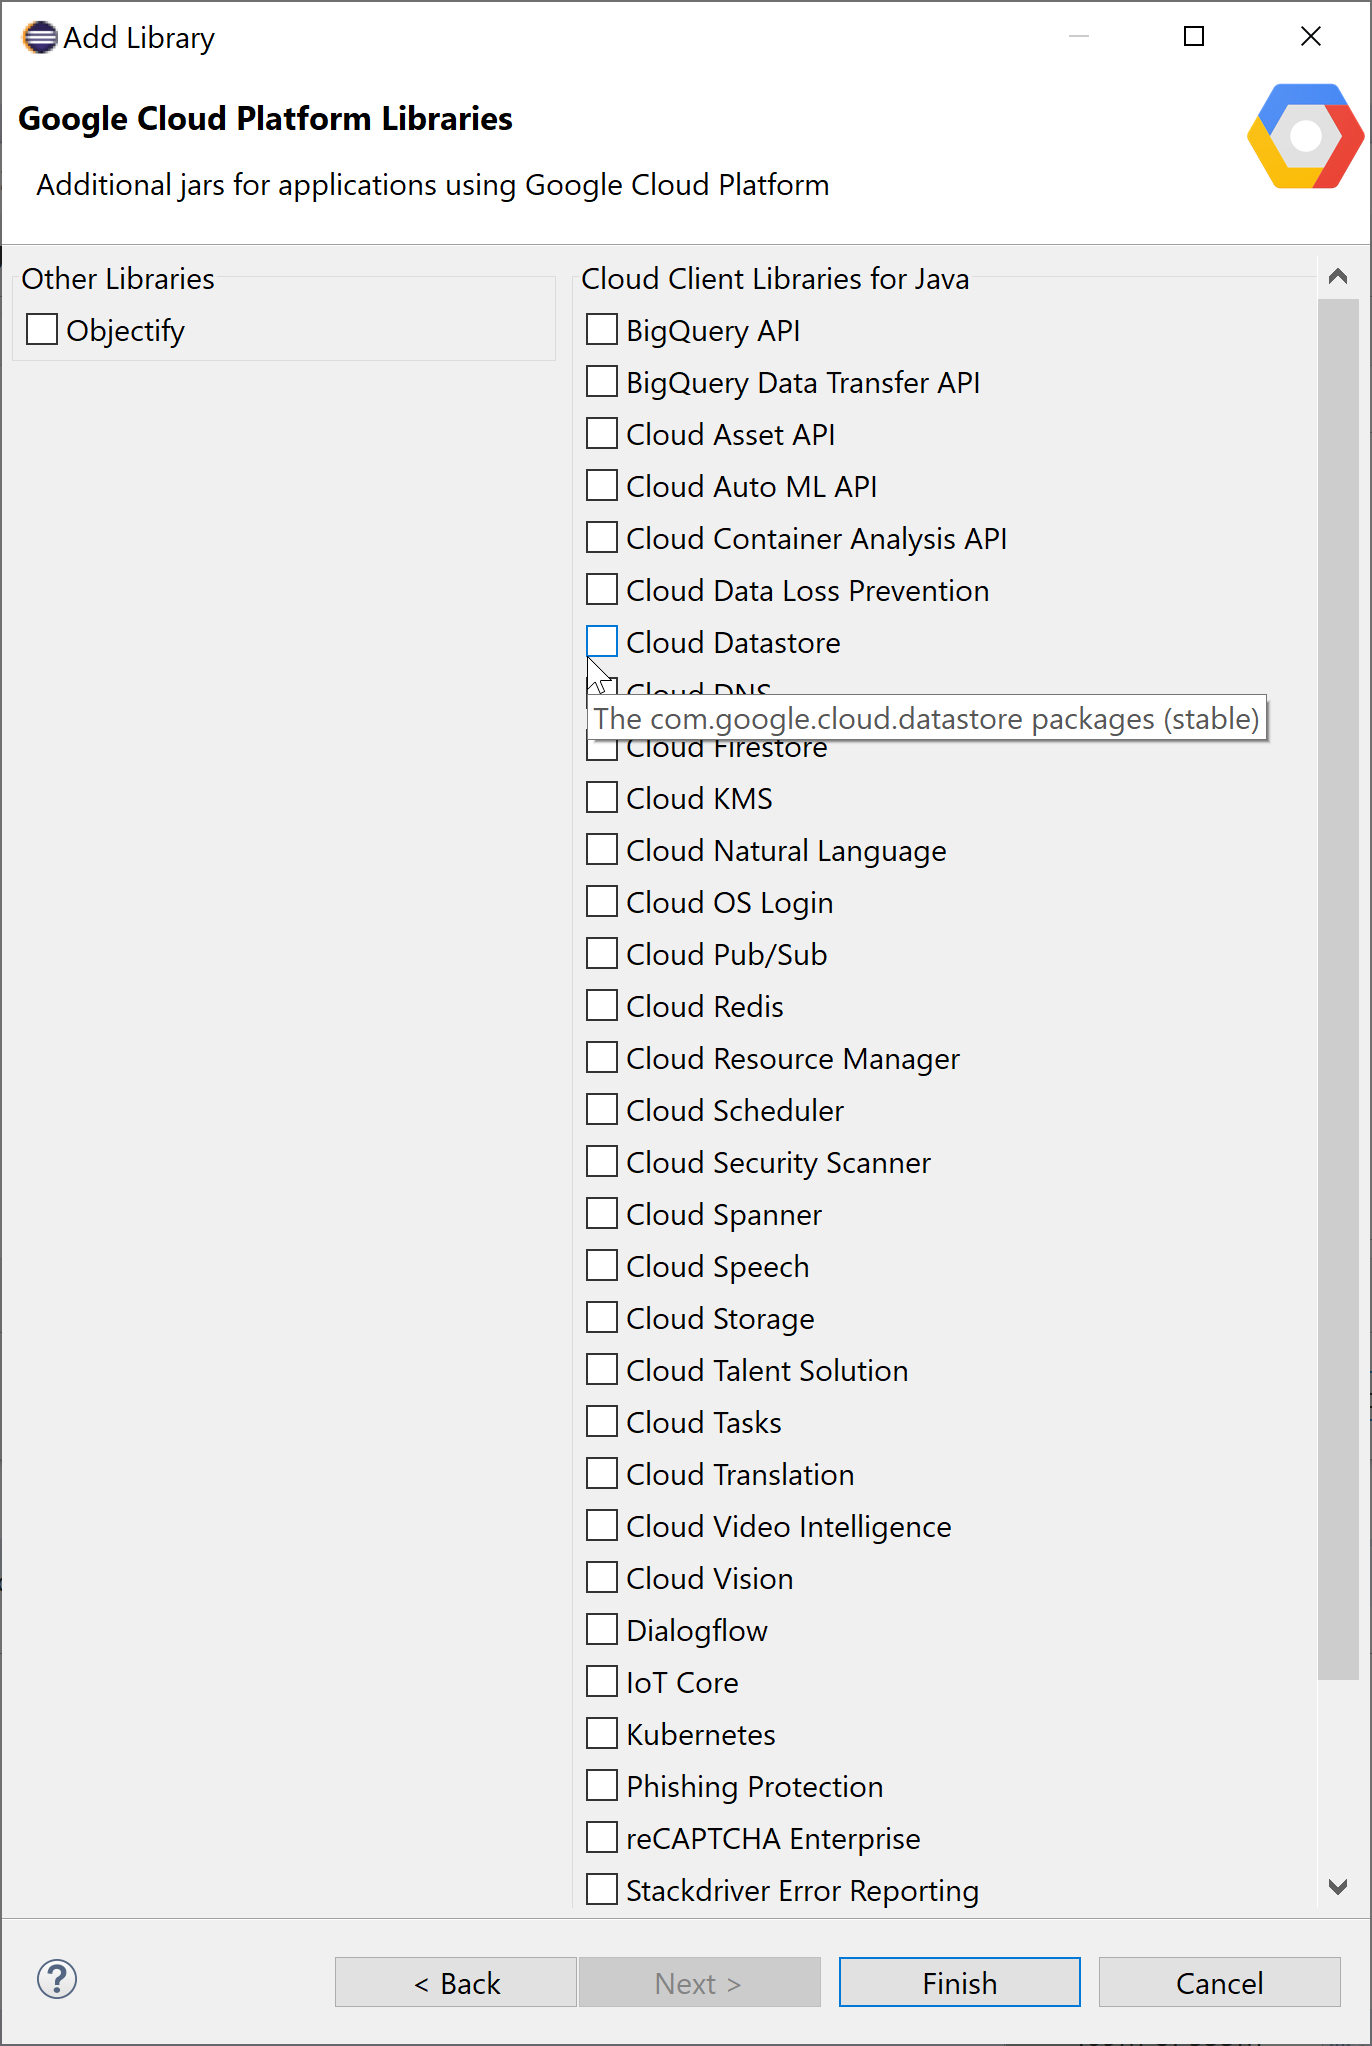 Add Library
Google Cloud Platform Libraries
Additional jars for applications using Google Cloud Platform
Other Libraries
Objectify
Cloud Client Libraries for Java
BigQuery API
BigQuery Data Transfer API
Cloud Asset API
Cloud Auto ML API
Cloud Container Analysis API
Cloud Data Loss Prevention
Cloud Datastore
Cloud DNS
The com.google.cloud.datastore packages (stable)
Cloud Firestore
Cloud KMS
Cloud Natural Language
Cloud OS Login
Cloud Pub/Sub
Cloud Redis
Cloud Resource Manager
Cloud Scheduler
Cloud Security Scanner
Cloud Spanner
Cloud Speech
Cloud Storage
Cloud Talent Solution
Cloud Tasks
Cloud Translation
Cloud Video Intelligence
Cloud Vision
Dialogflow
IoT Core
Kubernetes
Phishing Protection
reCAPTCHA Enterprise
Stackdriver Error Reporting
?
< Back
Next >
Finish
Cancel